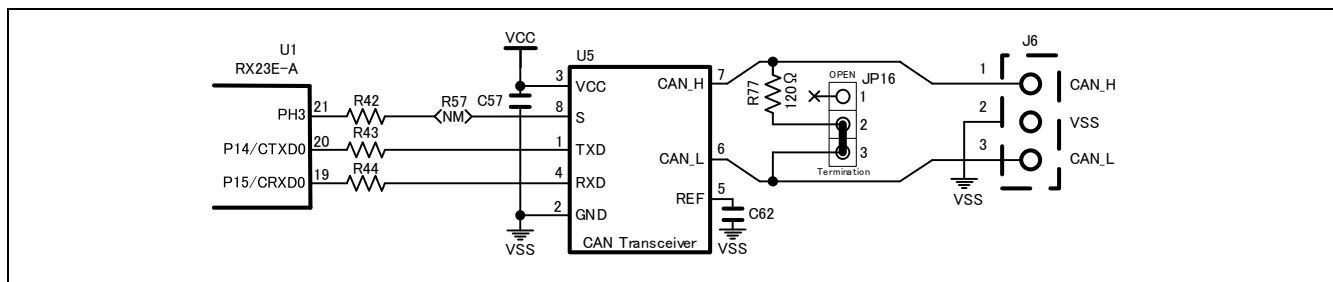 U1
RX23E-A
PH3
21
R42
R57
NM
P14/CTXD0
20
R43
P15/CRXD0
19
R44
VCC
C57
VSS
U5
3
VCC
8
S
1
TXD
4
RXD
2
GND
CAN_H
7
CAN_L
6
REF
5
CAN Transceiver
C62
VSS
R77
120Ω
OPEN
JP16
1
2
3
Termination
J6
1
CAN_H
2
VSS
3
CAN_L
VSS